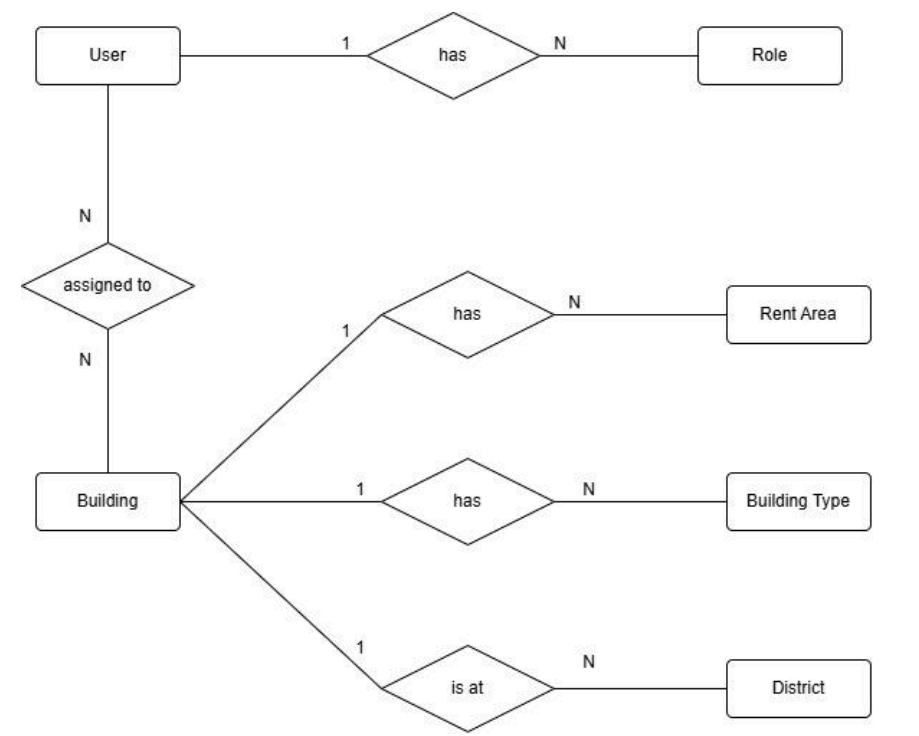 User
1
has
N
Role
N
assigned to
N
1
has
N
Rent Area
Building
1
has
N
Building Type
1
is at
N
District